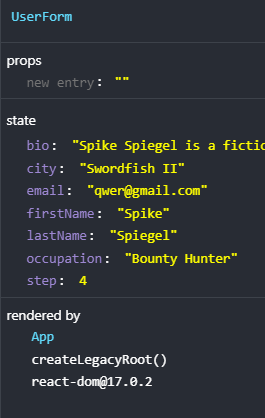 UserForm
props
new entry: ""
state
bio: "Spike Spiegel is a fictio
city: "Swordfish II"
email: "qwer@gmail.com"
firstName: "Spike"
lastName: "Spiegel"
occupation: "Bounty Hunter"
step: 4
rendered by
App
createLegacyRoot()
react-dom@17.0.2